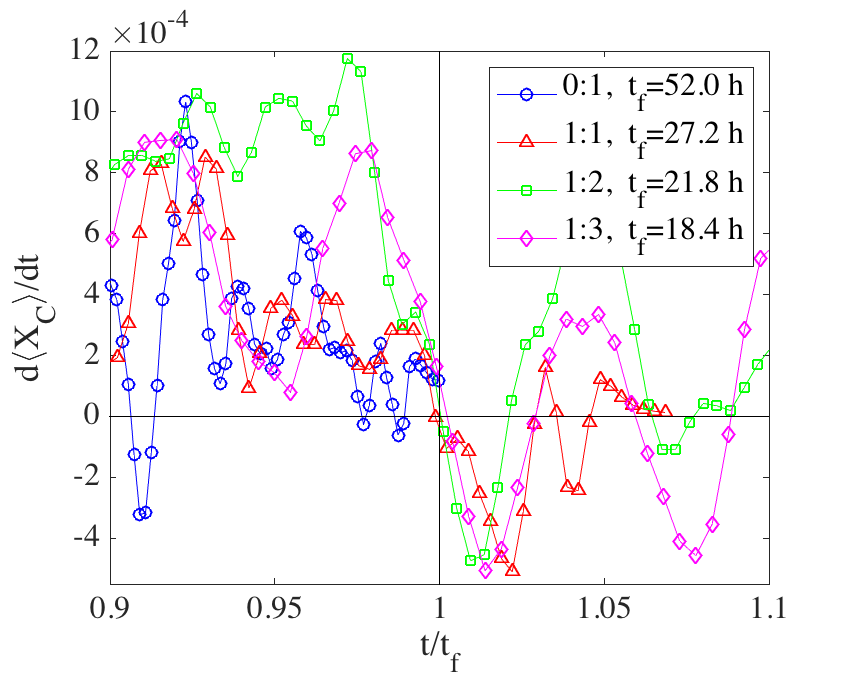 ×10⁻⁴
12
10
8
6
4
2
0
-2
-4
d⟨X_C⟩/dt
0:1, t_f=52.0 h
1:1, t_f=27.2 h
1:2, t_f=21.8 h
1:3, t_f=18.4 h
0.9 0.95 1 1.05 1.1
t/t_f